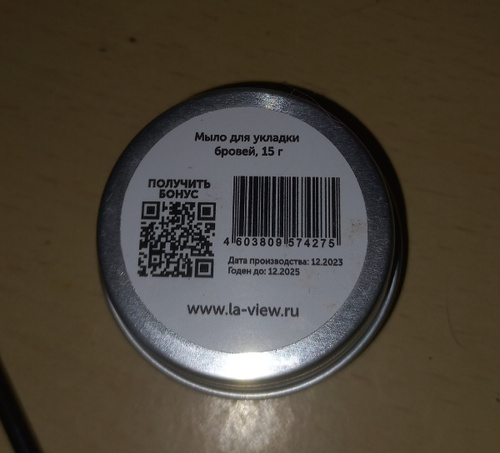 Мыло для укладки
бровей, 15 г
ПОЛУЧИТЬ
БОНУС
4 603809 574275
Дата производства: 12.2023
Годен до: 12.2025
www.la-view.ru